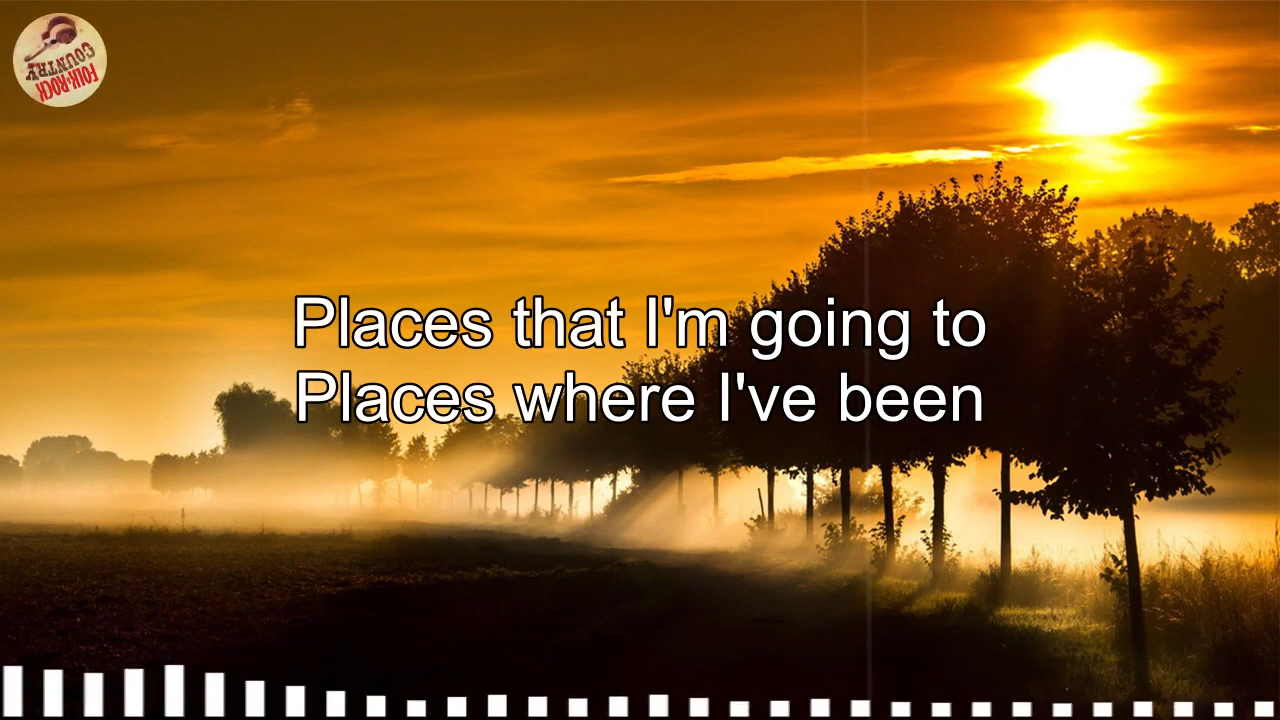 COUNTRY
FOLK-ROCK
Places that I'm going to
Places where I've been